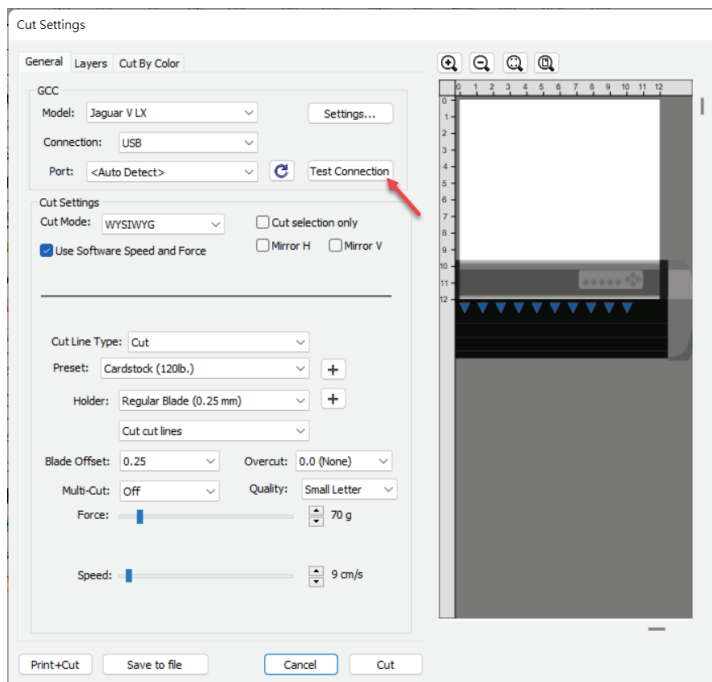 Cut Settings
General Layers Cut By Color
GCC
Model: Jaguar V LX Settings...
Connection: USB
Port: <Auto Detect> Test Connection
Cut Settings
Cut Mode: WYSIWYG Cut selection only
Use Software Speed and Force Mirror H Mirror V
Cut Line Type: Cut
Preset: Cardstock (120lb.) +
Holder: Regular Blade (0.25 mm) +
Cut cut lines
Blade Offset: 0.25 Overcut: 0.0 (None)
Multi-Cut: Off Quality: Small Letter
Force: 70 g
Speed: 9 cm/s
Print+Cut Save to file Cancel Cut
0 1 2 3 4 5 6 7 8 9 10 11 12
0
1
2
3
4
5
6
7
8
9
10
11
12